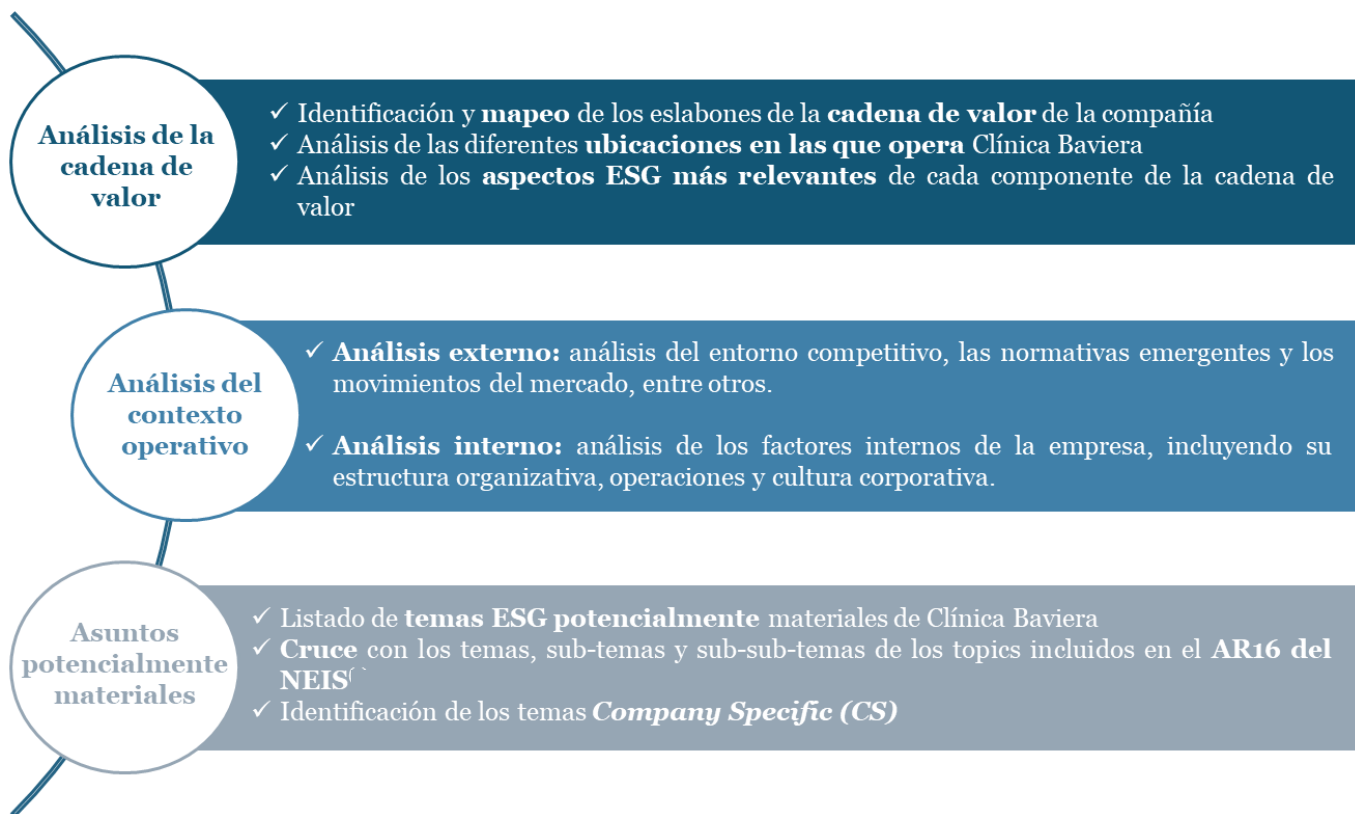 Análisis de la
cadena de
valor
✓ Identificación y mapeo de los eslabones de la cadena de valor de la compañía
✓ Análisis de las diferentes ubicaciones en las que opera Clínica Baviera
✓ Análisis de los aspectos ESG más relevantes de cada componente de la cadena de
valor
Análisis del
contexto
operativo
✓ Análisis externo: análisis del entorno competitivo, las normativas emergentes y los
movimientos del mercado, entre otros.
✓ Análisis interno: análisis de los factores internos de la empresa, incluyendo su
estructura organizativa, operaciones y cultura corporativa.
Asuntos
potencialmente
materiales
✓ Listado de temas ESG potencialmente materiales de Clínica Baviera
✓ Cruce con los temas, sub-temas y sub-sub-temas de los topics incluidos en el AR16 del
NEIS
✓ Identificación de los temas Company Specific (CS)